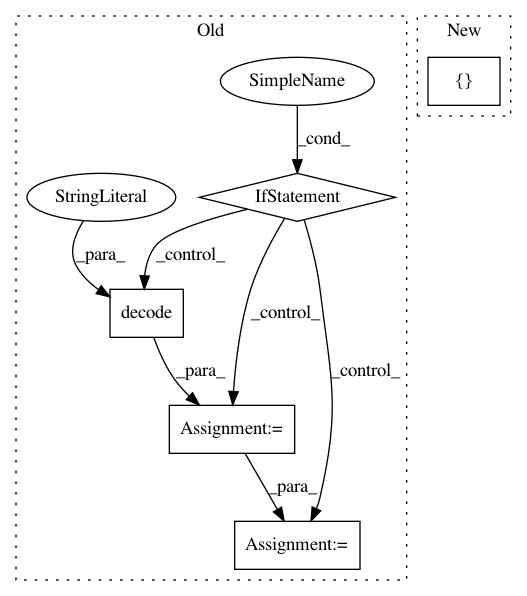 Old
New
SimpleName
{}
_cond_
StringLiteral
IfStatement
_para_
_control_
decode
_control_
_control_
_para_
Assignment:=
_para_
Assignment:=